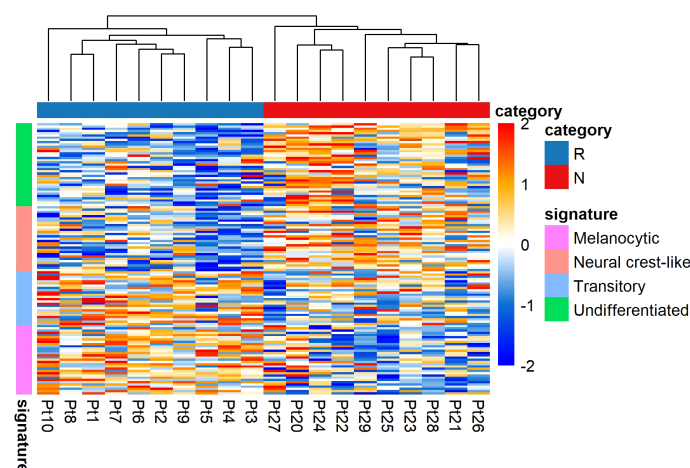 category
2
1
0
-1
-2
category
R
N
signature
Melanocytic
Neural crest-like
Transitory
Undifferentiated
signature
Pt10
Pt8
Pt1
Pt7
Pt6
Pt2
Pt9
Pt5
Pt4
Pt3
Pt27
Pt20
Pt24
Pt22
Pt29
Pt25
Pt23
Pt28
Pt21
Pt26